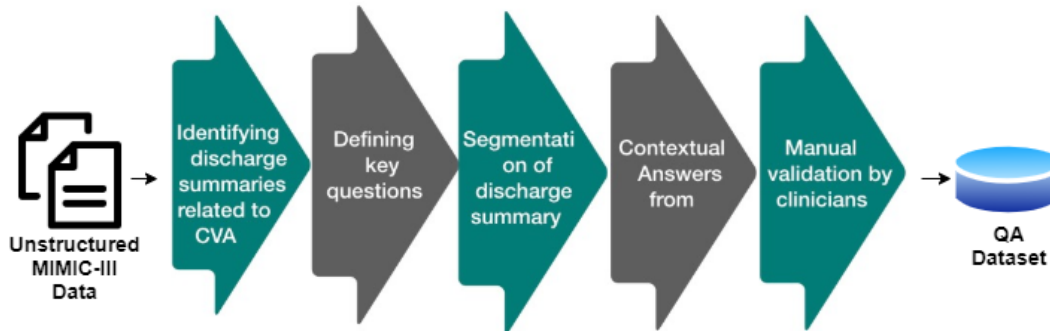 Unstructured
MIMIC-III
Data
Identifying
discharge
summaries
related to
CVA
Defining
key
questions
Segmentati
on of
discharge
summary
Contextual
Answers
from
Manual
validation by
clinicians
QA
Dataset